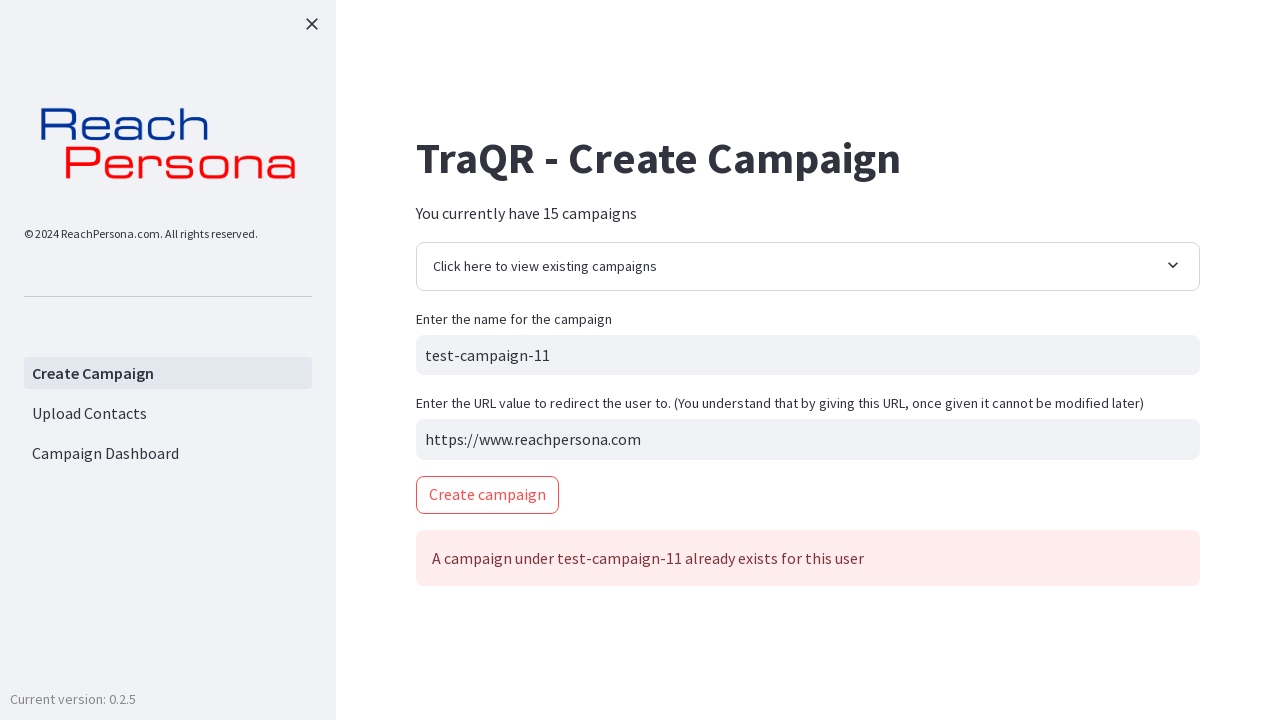 Reach
Persona
© 2024 ReachPersona.com. All rights reserved.
Create Campaign
Upload Contacts
Campaign Dashboard
Current version: 0.2.5
TraQR - Create Campaign
You currently have 15 campaigns
Click here to view existing campaigns
Enter the name for the campaign
test-campaign-11
Enter the URL value to redirect the user to. (You understand that by giving this URL, once given it cannot be modified later)
https://www.reachpersona.com
Create campaign
A campaign under test-campaign-11 already exists for this user